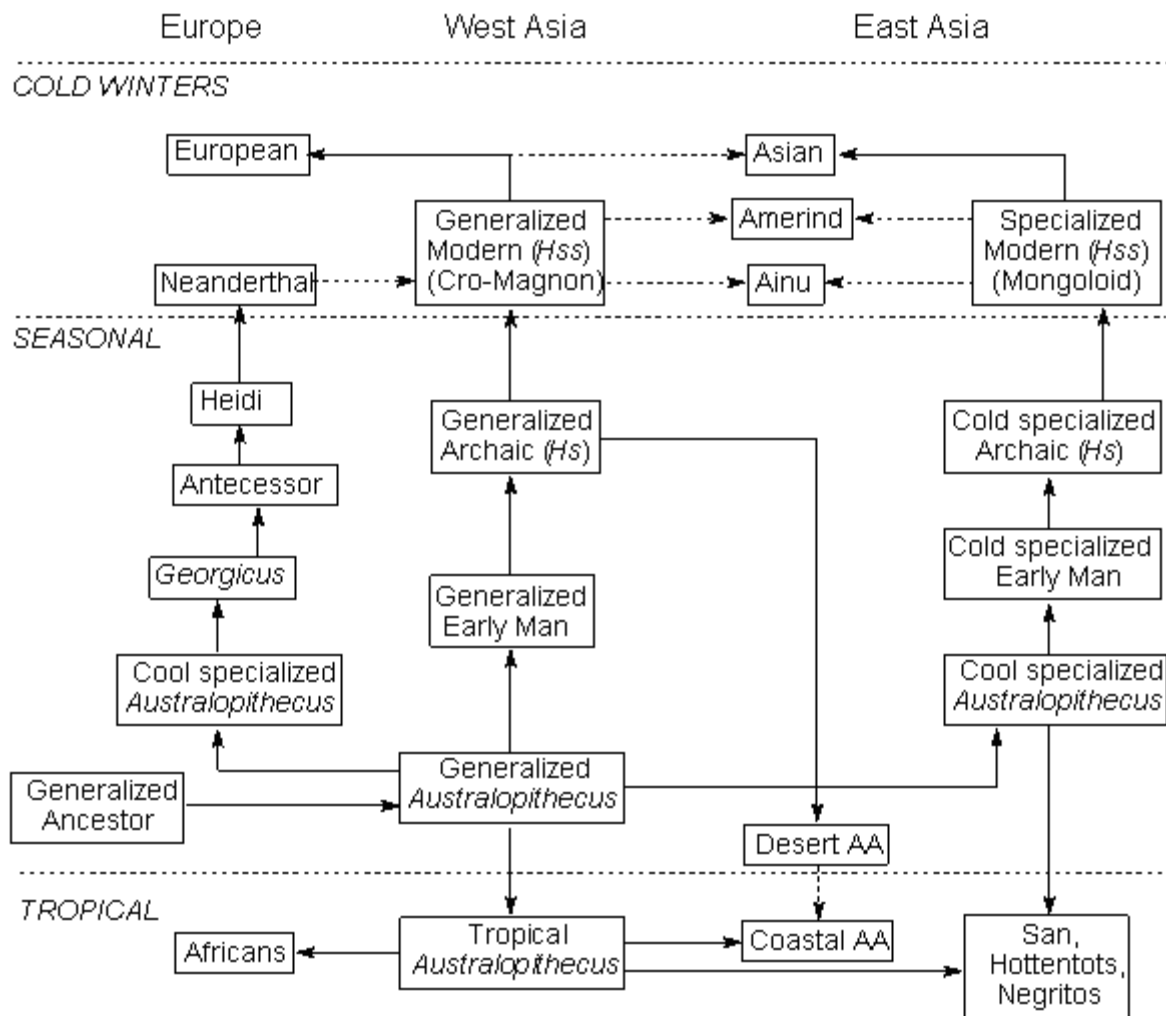 Europe
West Asia
East Asia
COLD WINTERS
European
Asian
Generalized
Modern (Hss)
(Cro-Magnon)
Amerind
Specialized
Modern (Hss)
(Mongoloid)
Neanderthal
Ainu
SEASONAL
Heidi
Generalized
Archaic (Hs)
Cold specialized
Archaic (Hs)
Antecessor
Georgicus
Generalized
Early Man
Cold specialized
Early Man
Cool specialized
Australopithecus
Cool specialized
Australopithecus
Generalized
Ancestor
Generalized
Australopithecus
Desert AA
TROPICAL
Africans
Tropical
Australopithecus
Coastal AA
San,
Hottentots,
Negritos